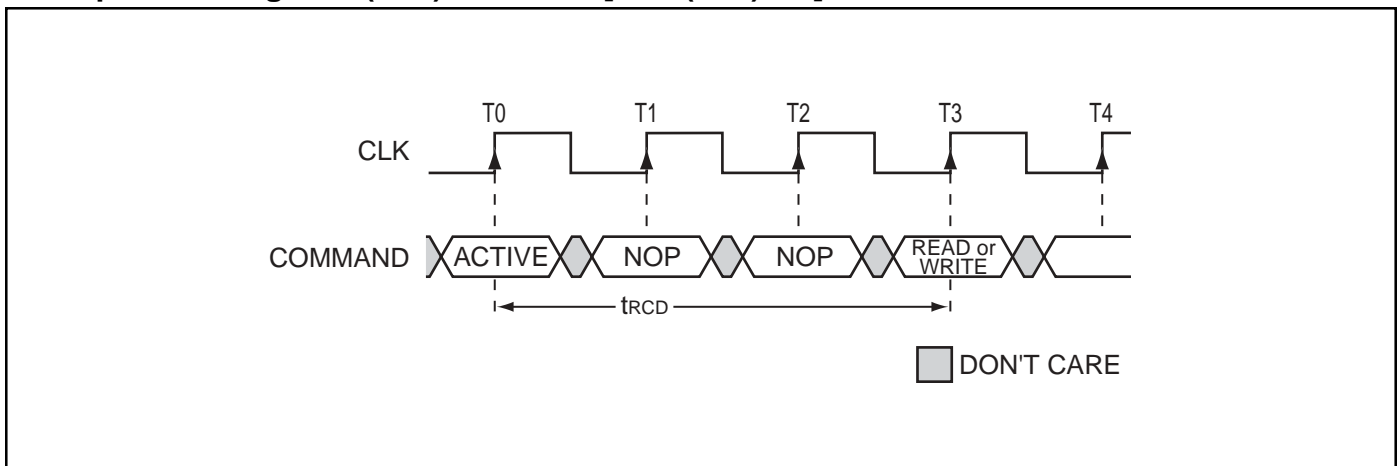 T0 T1 T2 T3 T4
CLK
COMMAND ACTIVE NOP NOP READ or
WRITE
tRCD
DON'T CARE